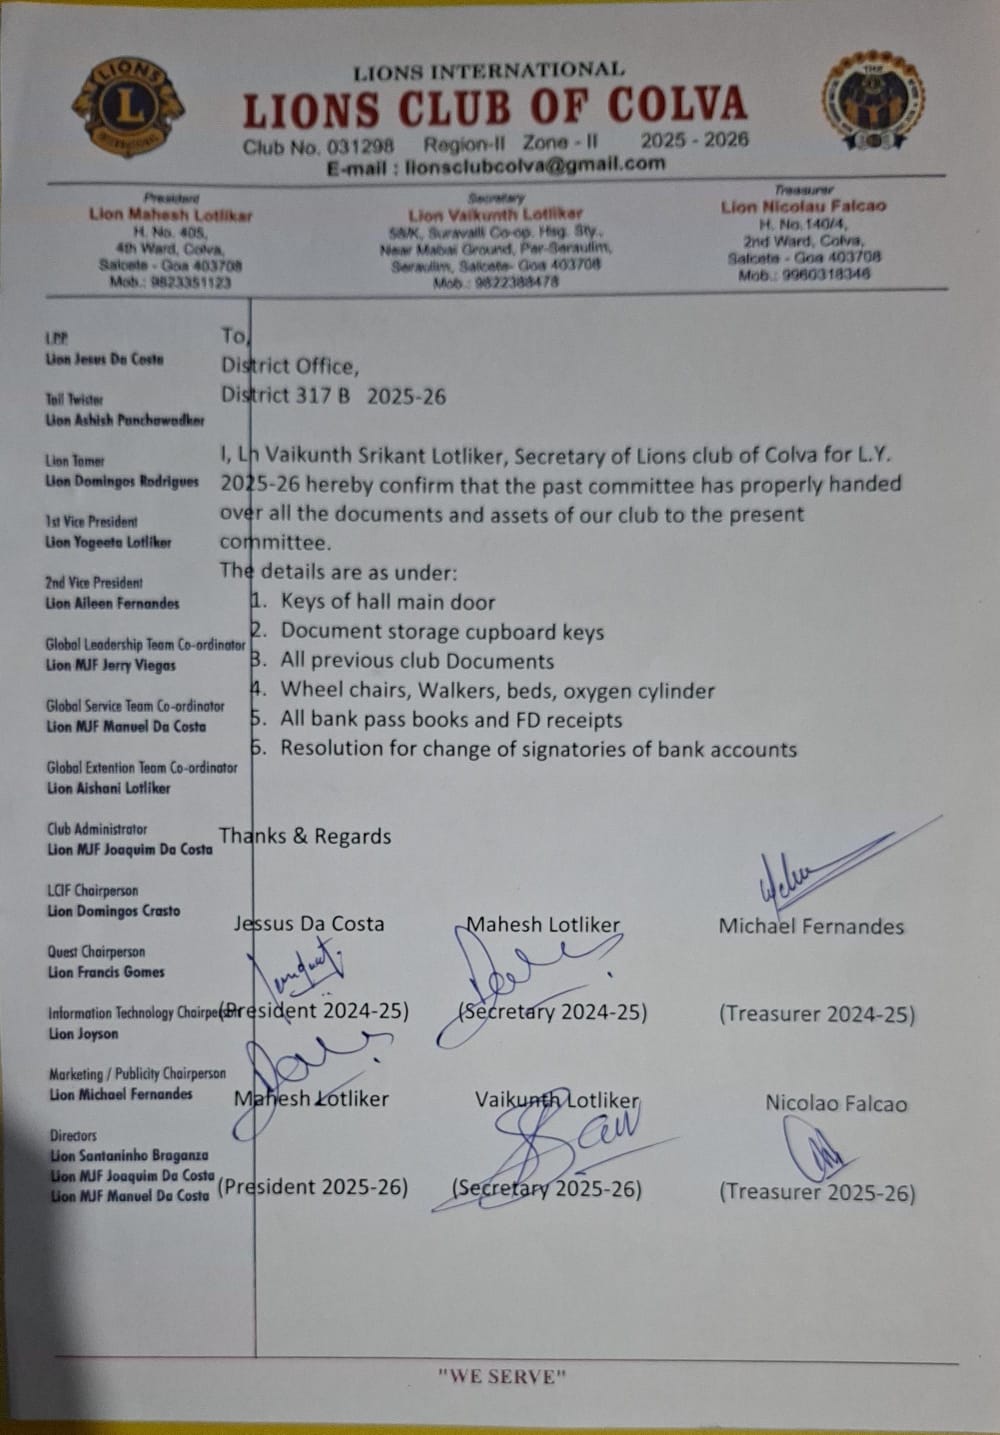 LIONS INTERNATIONAL
LIONS CLUB OF COLVA
Club No. 031298 Region-II Zone - II 2025 - 2026
E-mail : lionsclubcolva@gmail.com
LIONS
L
INTERNATIONAL
President
Lion Mahesh Lotlikar
H. No. 405,
4th Ward, Colva,
Salcete - Goa 403708
Mob.: 9823351123
Secretary
Lion Vaikunth Lotliker
58/K, Suravalli Co-op. Hsg. Sty.,
Near Mabai Ground, Par-Seraulim,
Seraulim, Salcete- Goa 403708
Mob.: 9822388478
Treasurer
Lion Nicolau Falcao
H. No.140/4,
2nd Ward, Colva,
Salcete - Goa 403708
Mob.: 9960318346
LPP
Lion Jesus Da Costa
Tail Twister
Lion Ashish Panchawadker
Lion Tamer
Lion Domingos Rodrigues
1st Vice President
Lion Yogeeta Lotliker
2nd Vice President
Lion Aileen Fernandes
Global Leadership Team Co-ordinator
Lion MJF Jerry Viegas
Global Service Team Co-ordinator
Lion MJF Manuel Da Costa
Global Extention Team Co-ordinator
Lion Aishani Lotliker
Club Administrator
Lion MJF Joaquim Da Costa
LCIF Chairperson
Lion Domingos Crasto
Quest Chairperson
Lion Francis Gomes
Information Technology Chairperson
Lion Joyson
Marketing / Publicity Chairperson
Lion Michael Fernandes
Directors
Lion Santaninho Braganza
Lion MJF Joaquim Da Costa
Lion MJF Manuel Da Costa
To,
District Office,
District 317 B 2025-26
I, Ln Vaikunth Srikant Lotliker, Secretary of Lions club of Colva for L.Y.
2025-26 hereby confirm that the past committee has properly handed
over all the documents and assets of our club to the present
committee.
The details are as under:
1. Keys of hall main door
2. Document storage cupboard keys
3. All previous club Documents
4. Wheel chairs, Walkers, beds, oxygen cylinder
5. All bank pass books and FD receipts
6. Resolution for change of signatories of bank accounts
Thanks & Regards
Jessus Da Costa Mahesh Lotliker Michael Fernandes
(President 2024-25) (Secretary 2024-25) (Treasurer 2024-25)
Mahesh Lotliker Vaikunth Lotliker Nicolao Falcao
(President 2025-26) (Secretary 2025-26) (Treasurer 2025-26)
"WE SERVE"